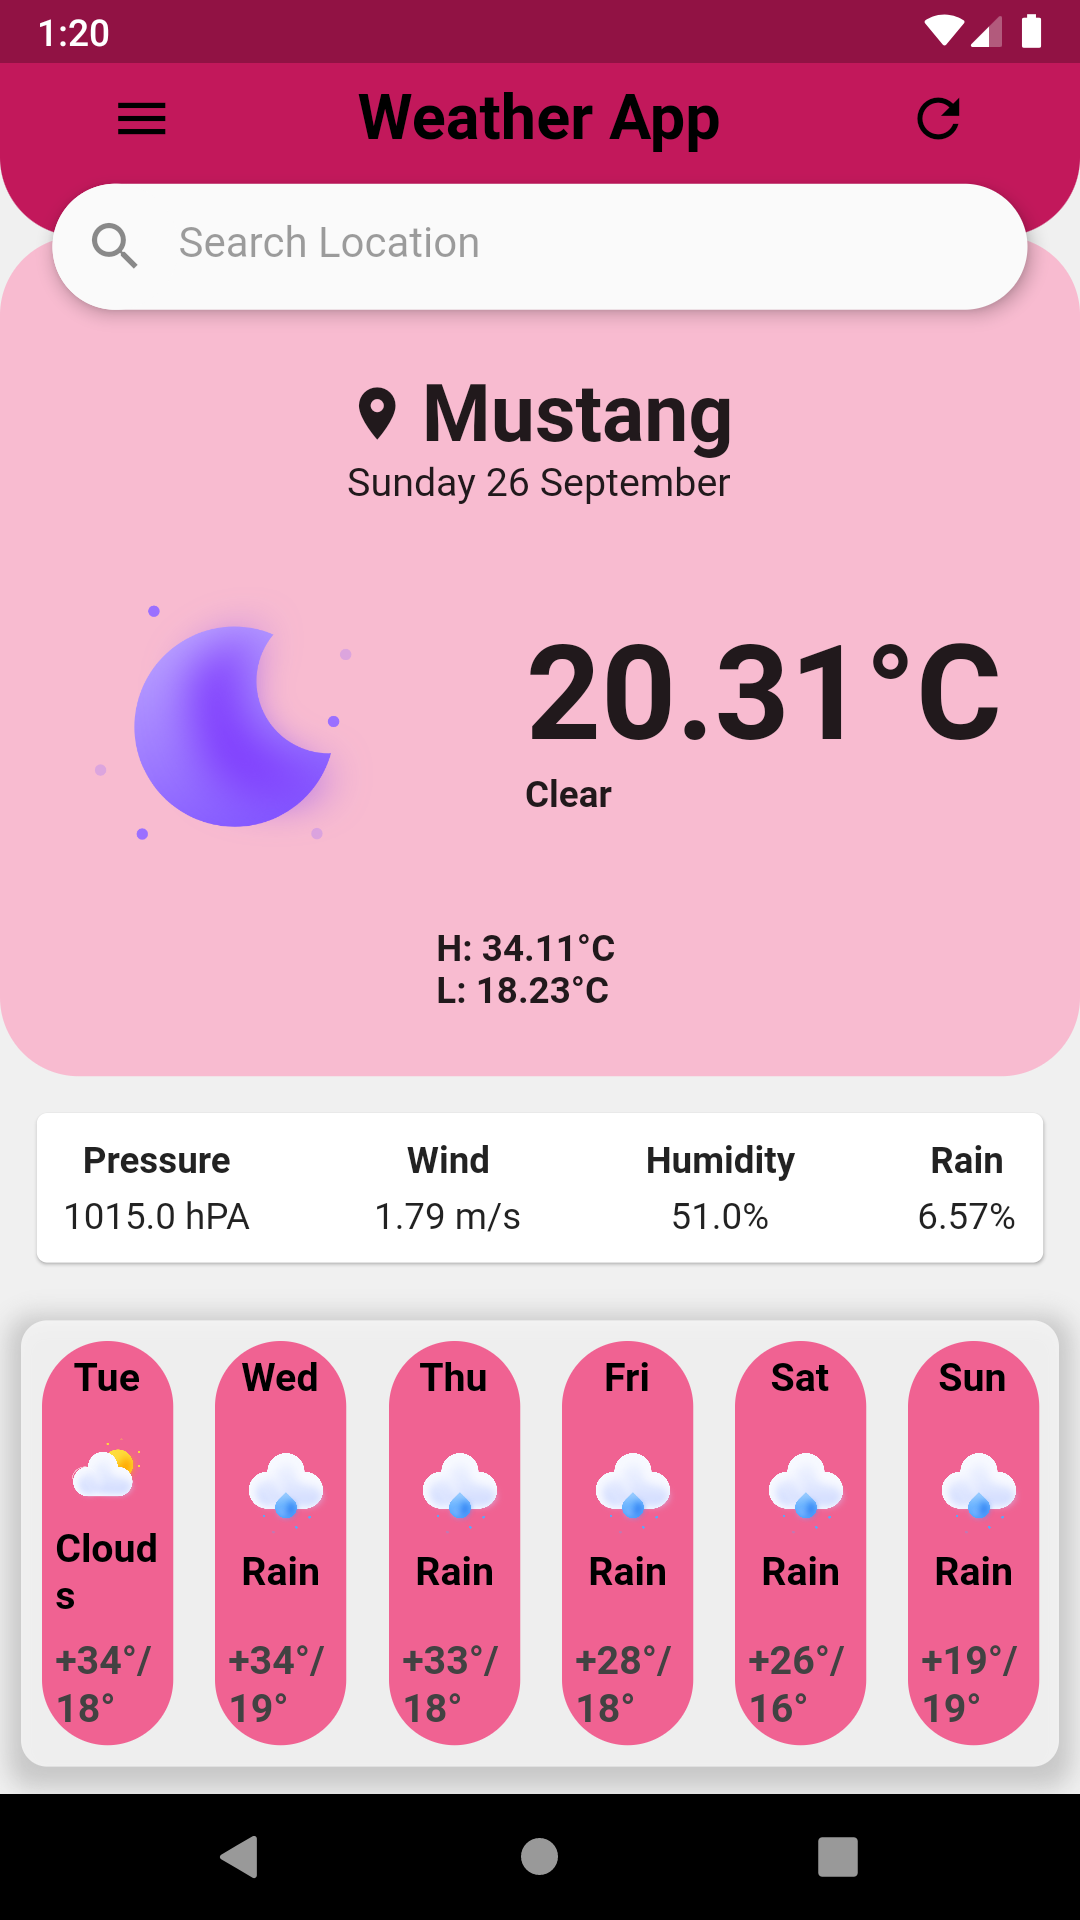 1:20
Weather App
Search Location
Mustang
Sunday 26 September
20.31°C
Clear
H: 34.11°C
L: 18.23°C
Pressure Wind Humidity Rain
1015.0 hPA 1.79 m/s 51.0% 6.57%
Tue Wed Thu Fri Sat Sun
Cloud
s
Rain Rain Rain Rain Rain
+34°/ +34°/ +33°/ +28°/ +26°/ +19°/
18° 19° 18° 18° 16° 19°